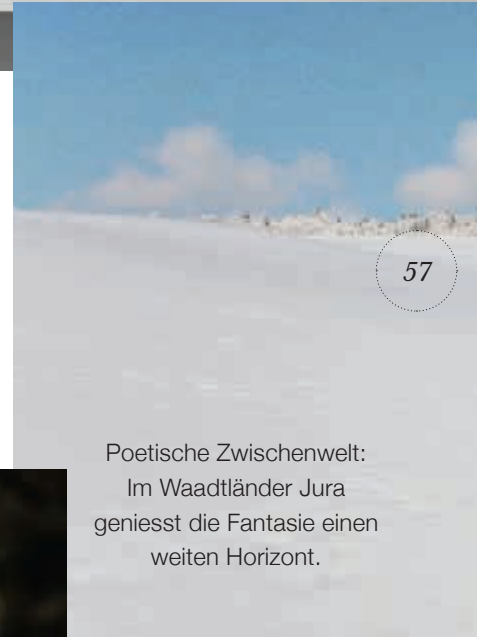 57
Poetische Zwischenwelt:
Im Waadtländer Jura
geniesst die Fantasie einen
weiten Horizont.